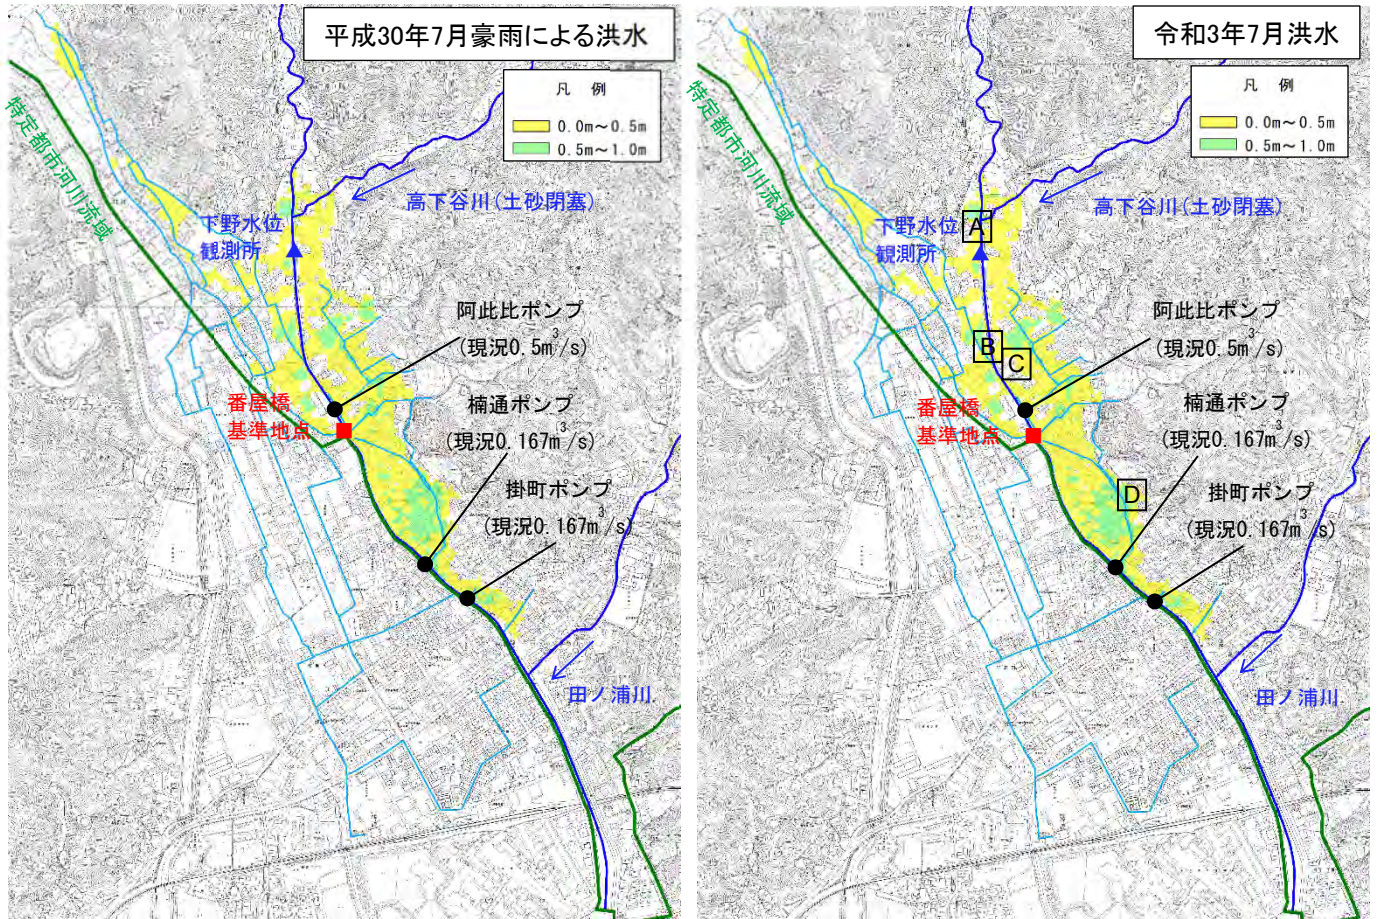 平成30年7月豪雨による洪水
凡 例
0.0m～0.5m
0.5m～1.0m
特定都市河川流域
高下谷川(土砂閉塞)
下野水位
観測所
阿此比ポンプ
(現況0.5m³/s)
番屋橋
基準地点
楠通ポンプ
(現況0.167m³/s)
掛町ポンプ
(現況0.167m³/s)
田ノ浦川
令和3年7月洪水
凡 例
0.0m～0.5m
0.5m～1.0m
特定都市河川流域
高下谷川(土砂閉塞)
A
下野水位
観測所
阿此比ポンプ
(現況0.5m³/s)
B
C
番屋橋
基準地点
楠通ポンプ
(現況0.167m³/s)
D
掛町ポンプ
(現況0.167m³/s)
田ノ浦川